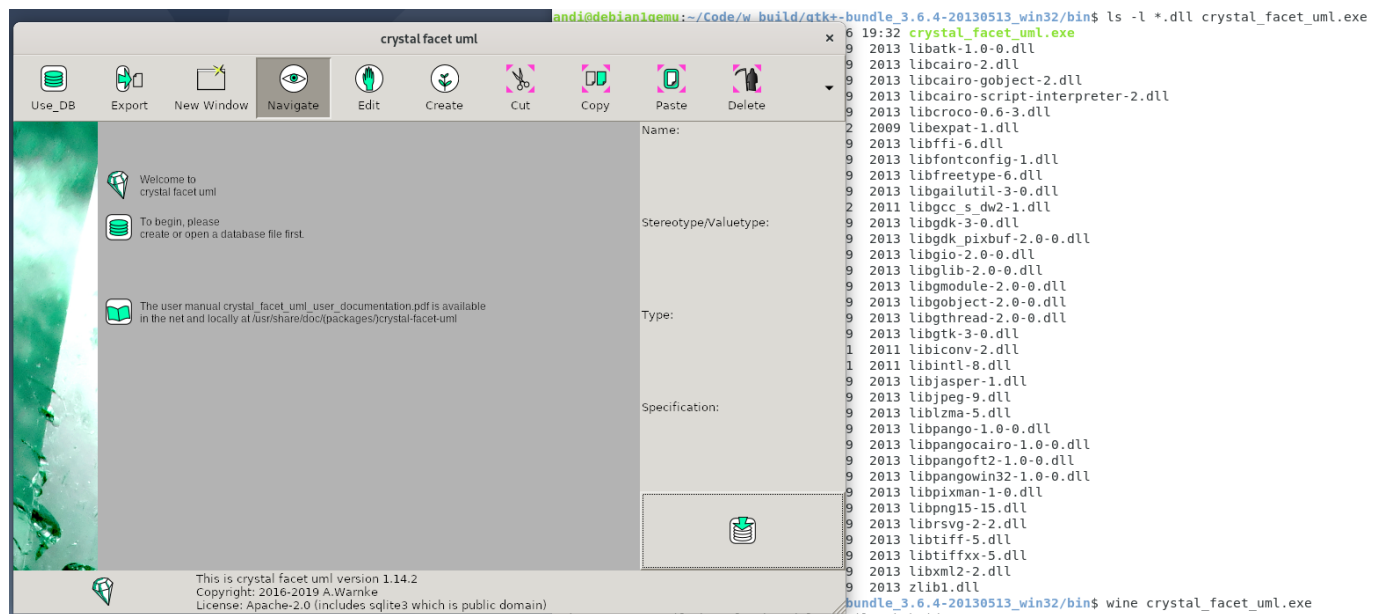 crystal facet uml
×
Use_DB
Export
New Window
Navigate
Edit
Create
Cut
Copy
Paste
Delete
Welcome to
crystal facet uml
To begin, please
create or open a database file first.
The user manual crystal_facet_uml_user_documentation.pdf is available
in the net and locally at /usr/share/doc/(packages/)crystal-facet-uml
Name:
Stereotype/Valuetype:
Type:
Specification:
This is crystal facet uml version 1.14.2
Copyright: 2016-2019 A.Warnke
License: Apache-2.0 (includes sqlite3 which is public domain)
andi@debian1qemu:~/Code/w_build/gtk+-bundle_3.6.4-20130513_win32/bin$ ls -l *.dll crystal_facet_uml.exe
6 19:32 crystal_facet_uml.exe
9 2013 libatk-1.0-0.dll
9 2013 libcairo-2.dll
9 2013 libcairo-gobject-2.dll
9 2013 libcairo-script-interpreter-2.dll
9 2013 libcroco-0.6-3.dll
2 2009 libexpat-1.dll
9 2013 libffi-6.dll
9 2013 libfontconfig-1.dll
9 2013 libfreetype-6.dll
9 2013 libgailutil-3-0.dll
2 2011 libgcc_s_dw2-1.dll
9 2013 libgdk-3-0.dll
9 2013 libgdk_pixbuf-2.0-0.dll
9 2013 libgio-2.0-0.dll
9 2013 libglib-2.0-0.dll
9 2013 libgmodule-2.0-0.dll
9 2013 libgobject-2.0-0.dll
9 2013 libgthread-2.0-0.dll
9 2013 libgtk-3-0.dll
1 2011 libiconv-2.dll
1 2011 libintl-8.dll
9 2013 libjasper-1.dll
9 2013 libjpeg-9.dll
9 2013 liblzma-5.dll
9 2013 libpango-1.0-0.dll
9 2013 libpangocairo-1.0-0.dll
9 2013 libpangoft2-1.0-0.dll
9 2013 libpangowin32-1.0-0.dll
9 2013 libpixman-1-0.dll
9 2013 libpng15-15.dll
9 2013 librsvg-2-2.dll
9 2013 libtiff-5.dll
9 2013 libtiffxx-5.dll
9 2013 libxml2-2.dll
9 2013 zlib1.dll
bundle_3.6.4-20130513_win32/bin$ wine crystal_facet_uml.exe